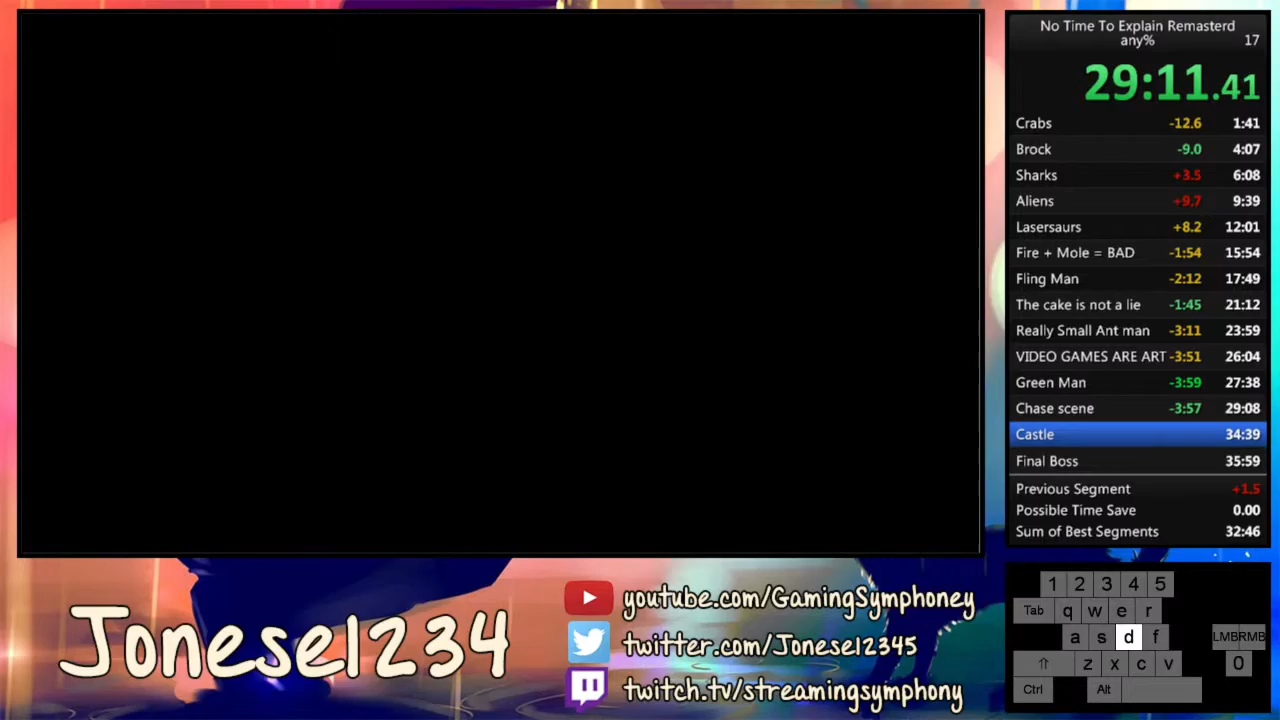 No Time To Explain Remasterd
any% 17
29:11.41
Crabs -12.6 1:41
Brock -9.0 4:07
Sharks +3.5 6:08
Aliens +9.7 9:39
Lasersaurs +8.2 12:01
Fire + Mole = BAD -1:54 15:54
Fling Man -2:12 17:49
The cake is not a lie -1:45 21:12
Really Small Ant man -3:11 23:59
VIDEO GAMES ARE ART -3:51 26:04
Green Man -3:59 27:38
Chase scene -3:57 29:08
Castle 34:39
Final Boss 35:59
Previous Segment +1.5
Possible Time Save 0.00
Sum of Best Segments 32:46
Jonese1234
youtube.com/GamingSymphoney
twitter.com/Jonese12345
twitch.tv/streamingsymphony
1 2 3 4 5
Tab q w e r
a s d f LMB RMB
⇧ z x c v 0
Ctrl Alt